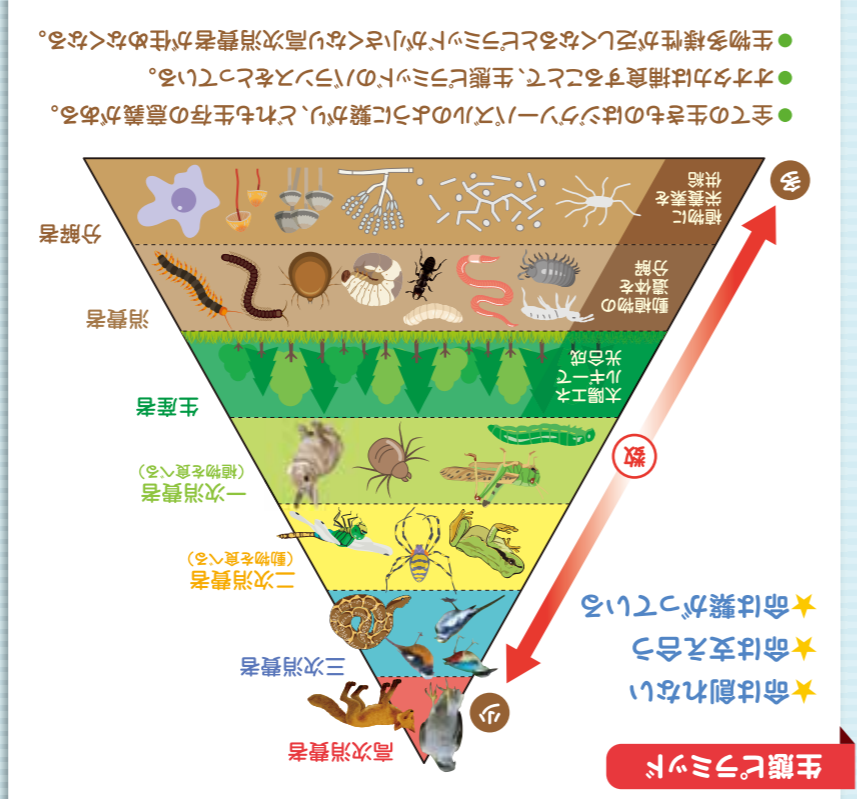 生態ピラミッド
★命は創れない
★命は支え合う
★命は繋がっている
少
数
多
高次消費者
三次消費者
二次消費者
（動物を食べる）
一次消費者
（植物を食べる）
生産者
太陽エネ
ルギーで
光合成
消費者
動植物の
遺体を
分解
分解者
植物に
栄養素を
供給
●全ての生きものはジグソーパズルのように繋がり、どれも生存の意義がある。
●オオタカは捕食することで、生態ピラミッドのバランスをとっている。
●生物多様性が乏しくなるとピラミッドが小さくなり高次消費者が住めなくなる。